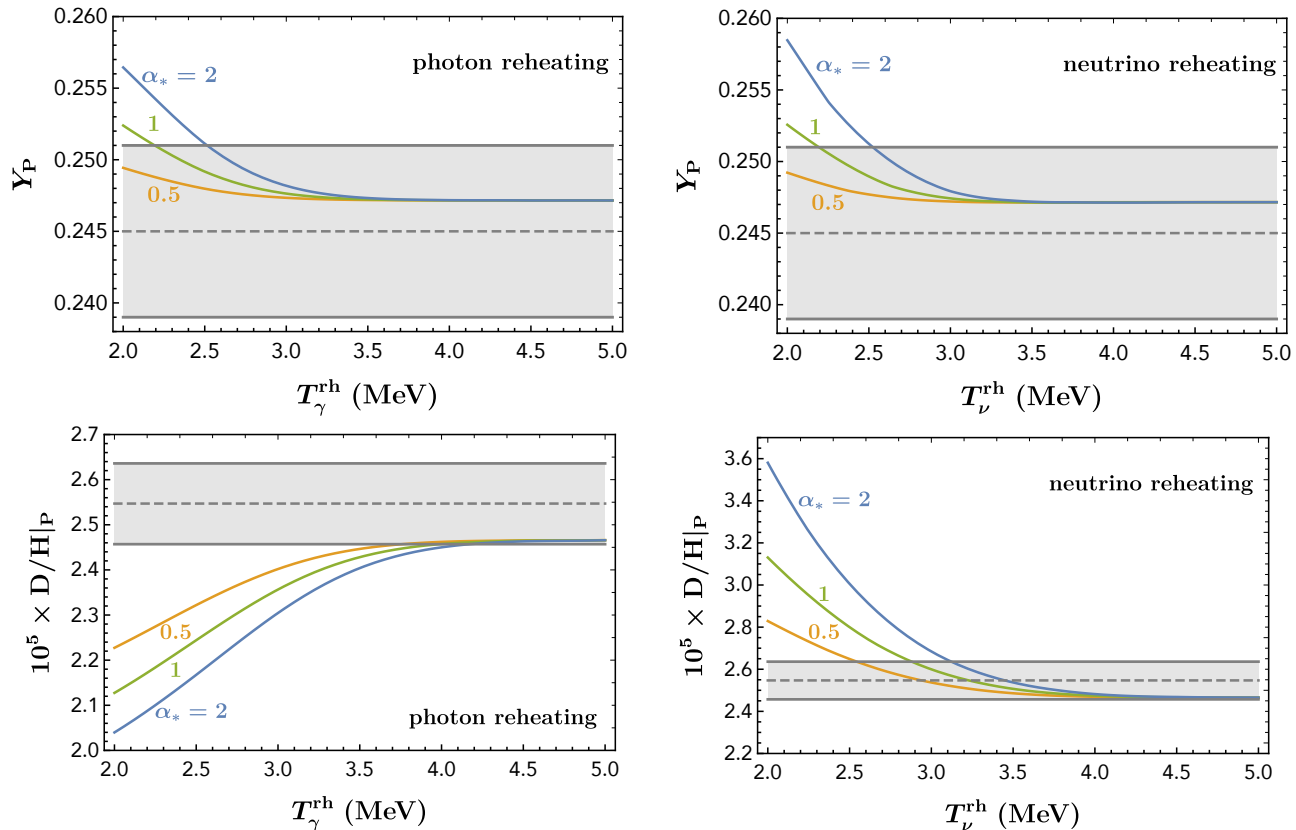 0.260
0.255
0.250
0.245
0.240
Y_P
α_* = 2
1
0.5
photon reheating
2.0 2.5 3.0 3.5 4.0 4.5 5.0
T_γ^rh (MeV)
0.260
0.255
0.250
0.245
0.240
Y_P
α_* = 2
1
0.5
neutrino reheating
2.0 2.5 3.0 3.5 4.0 4.5 5.0
T_ν^rh (MeV)
2.7
2.6
2.5
2.4
2.3
2.2
2.1
2.0
10^5 × D/H|_P
0.5
1
α_* = 2
photon reheating
2.0 2.5 3.0 3.5 4.0 4.5 5.0
T_γ^rh (MeV)
3.6
3.4
3.2
3.0
2.8
2.6
2.4
2.2
10^5 × D/H|_P
neutrino reheating
α_* = 2
1
0.5
2.0 2.5 3.0 3.5 4.0 4.5 5.0
T_ν^rh (MeV)